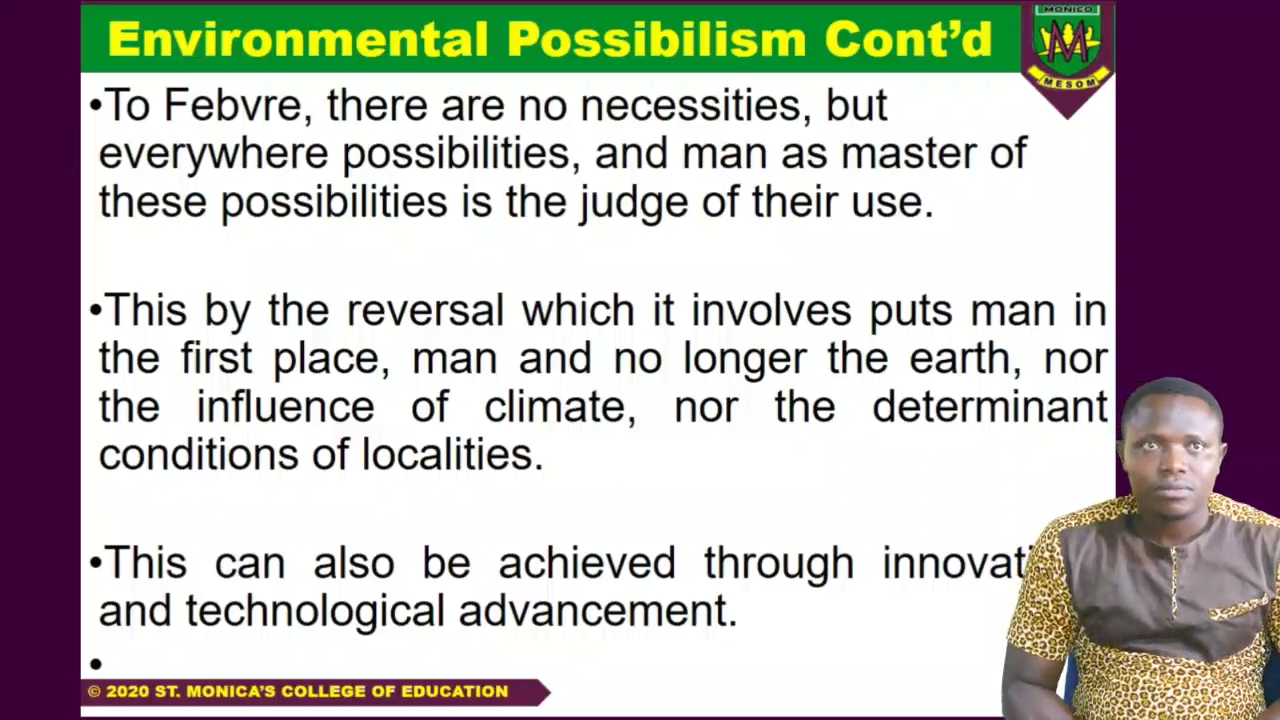 Environmental Possibilism Cont’d
MONICO
M
MESOM
•To Febvre, there are no necessities, but
everywhere possibilities, and man as master of
these possibilities is the judge of their use.
•This by the reversal which it involves puts man in
the first place, man and no longer the earth, nor
the influence of climate, nor the determinant
conditions of localities.
•This can also be achieved through innovati
and technological advancement.
•
© 2020 ST. MONICA’S COLLEGE OF EDUCATION